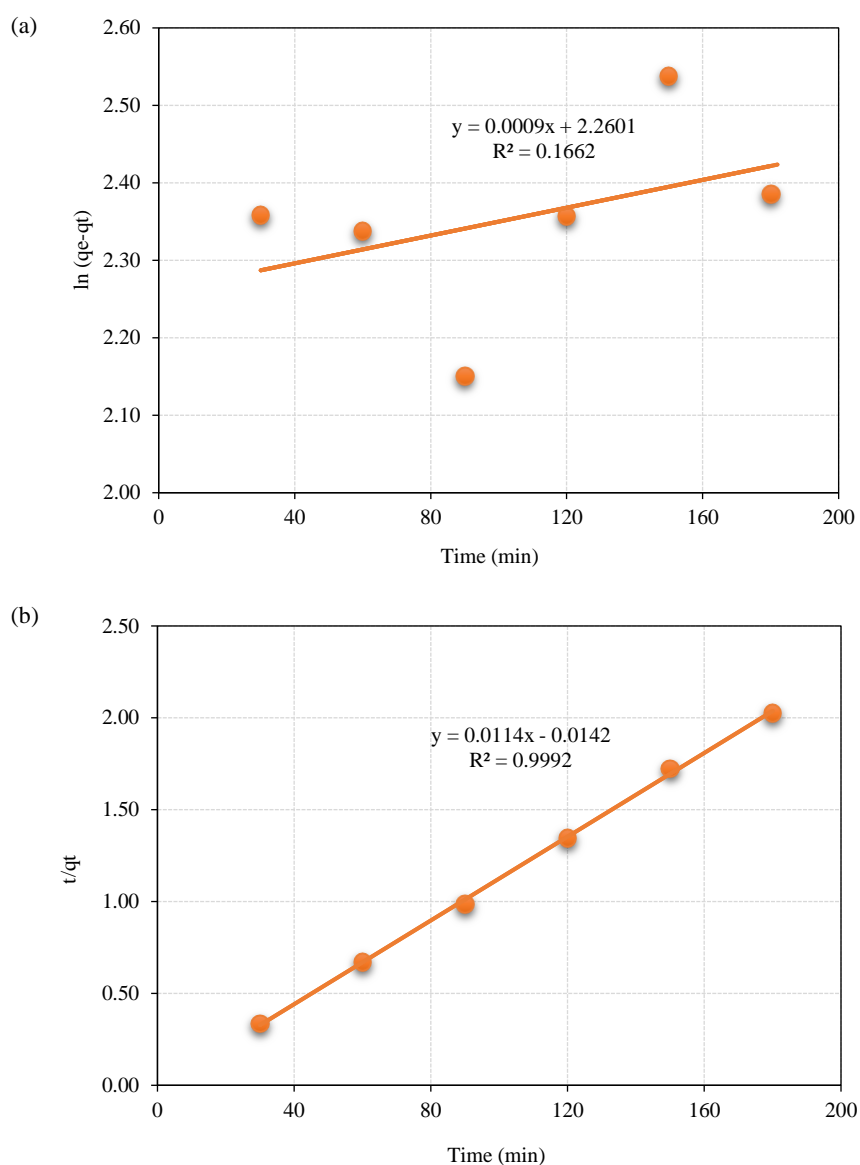 (a)
2.60
2.50
2.40
2.30
2.20
2.10
2.00
ln (qe-qt)
y = 0.0009x + 2.2601
R² = 0.1662
0 40 80 120 160 200
Time (min)
(b)
2.50
2.00
1.50
1.00
0.50
0.00
t/qt
y = 0.0114x - 0.0142
R² = 0.9992
0 40 80 120 160 200
Time (min)